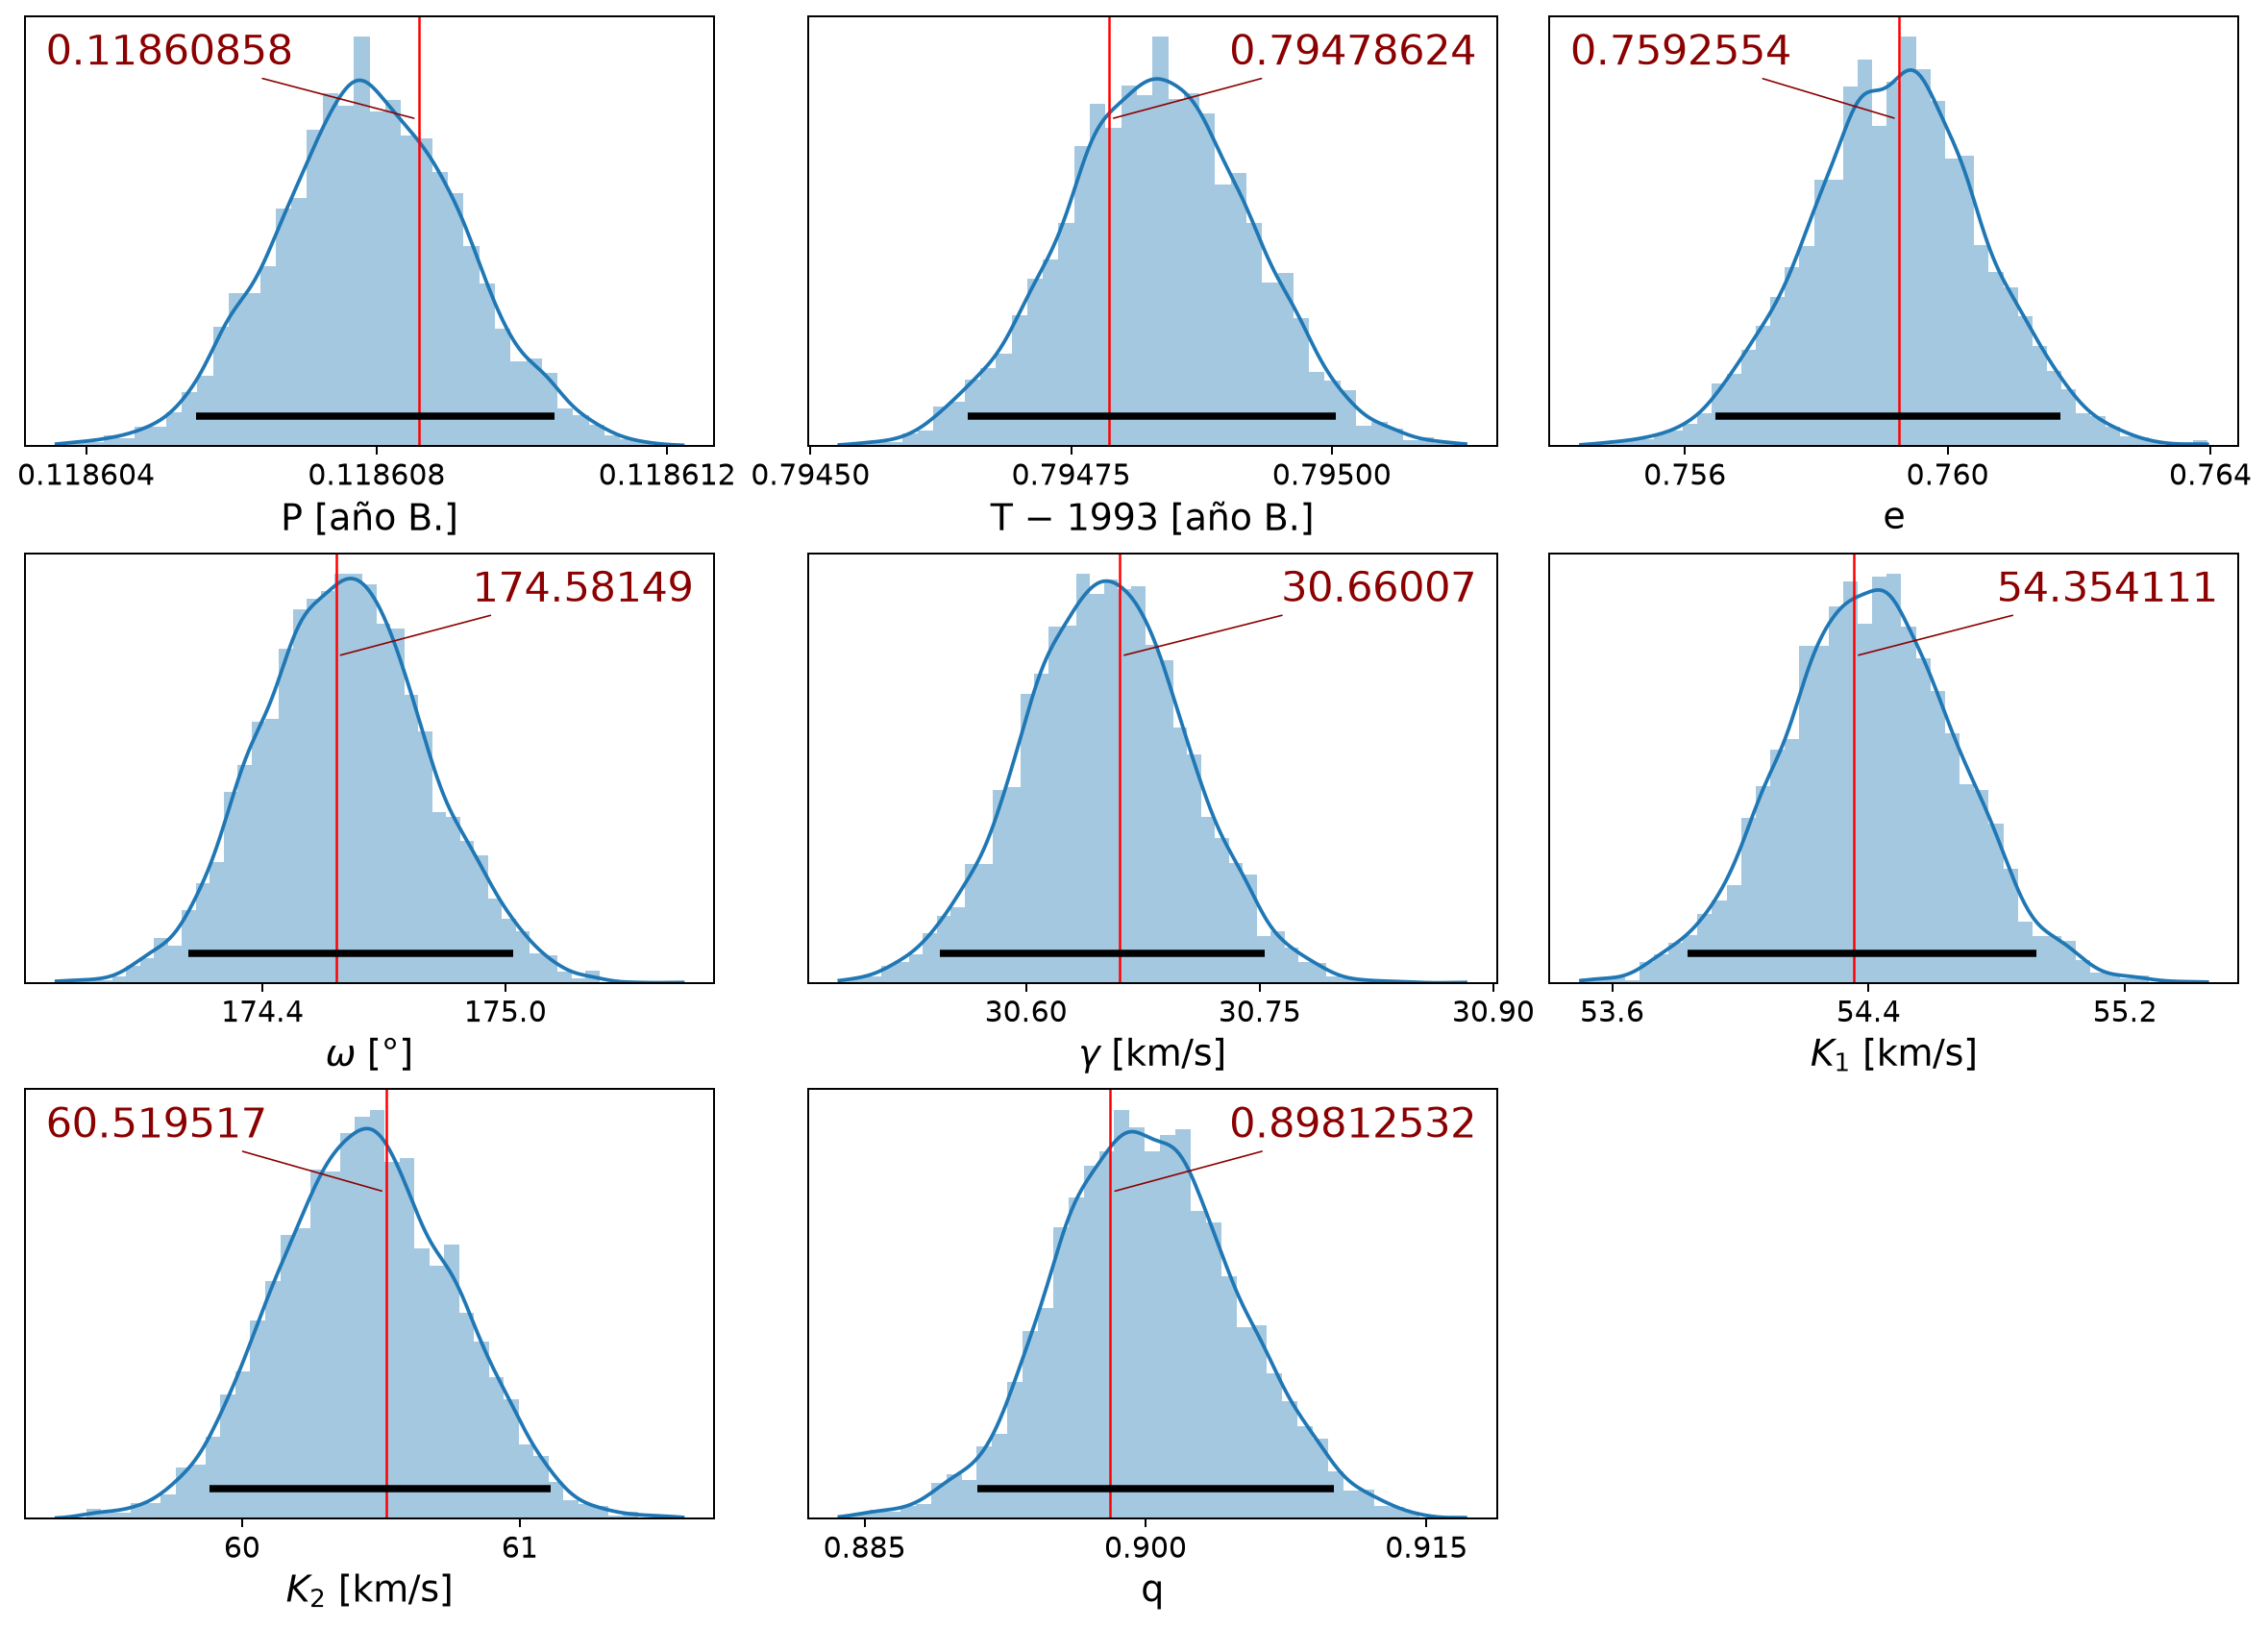 0.11860858
0.79478624
0.7592554
0.118604 0.118608 0.118612
0.79450 0.79475 0.79500
0.756 0.760 0.764
P [año B.]
T − 1993 [año B.]
e
174.58149
30.66007
54.354111
174.4 175.0
30.60 30.75 30.90
53.6 54.4 55.2
ω [°]
γ [km/s]
K₁ [km/s]
60.519517
0.89812532
60 61
0.885 0.900 0.915
K₂ [km/s]
q